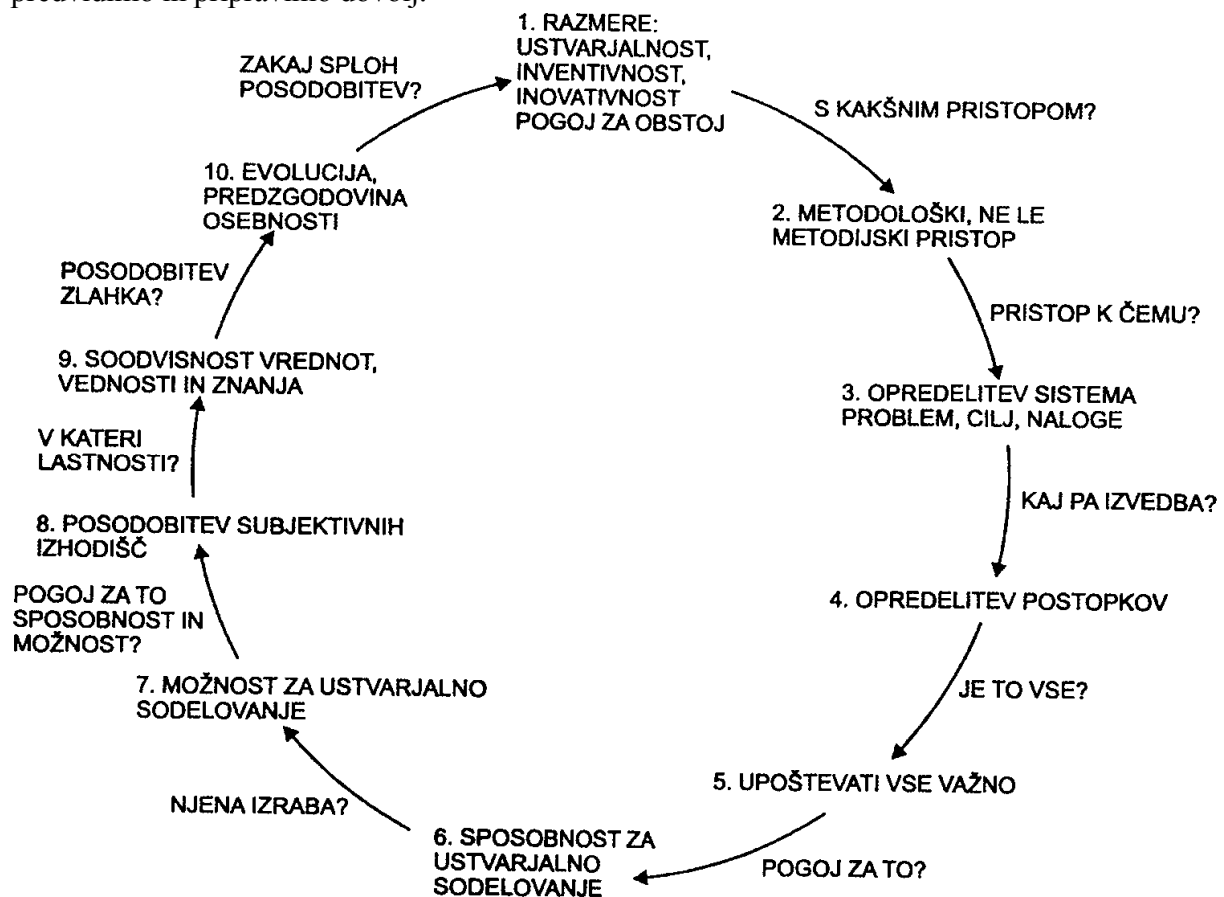 1. RAZMERE:
USTVARJALNOST,
INVENTIVNOST,
INOVATIVNOST
POGOJ ZA OBSTOJ
S KAKŠNIM PRISTOPOM?
2. METODOLOŠKI, NE LE
METODIJSKI PRISTOP
PRISTOP K ČEMU?
3. OPREDELITEV SISTEMA
PROBLEM, CILJ, NALOGE
KAJ PA IZVEDBA?
4. OPREDELITEV POSTOPKOV
JE TO VSE?
5. UPOŠTEVATI VSE VAŽNO
POGOJ ZA TO?
6. SPOSOBNOST ZA
USTVARJALNO
SODELOVANJE
NJENA IZRABA?
7. MOŽNOST ZA USTVARJALNO
SODELOVANJE
POGOJ ZA TO
SPOSOBNOST IN
MOŽNOST?
8. POSODOBITEV SUBJEKTIVNIH
IZHODIŠČ
V KATERI
LASTNOSTI?
9. SOODVISNOST VREDNOT,
VEDNOSTI IN ZNANJA
POSODOBITEV
ZLAHKA?
10. EVOLUCIJA,
PREDZGODOVINA
OSEBNOSTI
ZAKAJ SPLOH
POSODOBITEV?